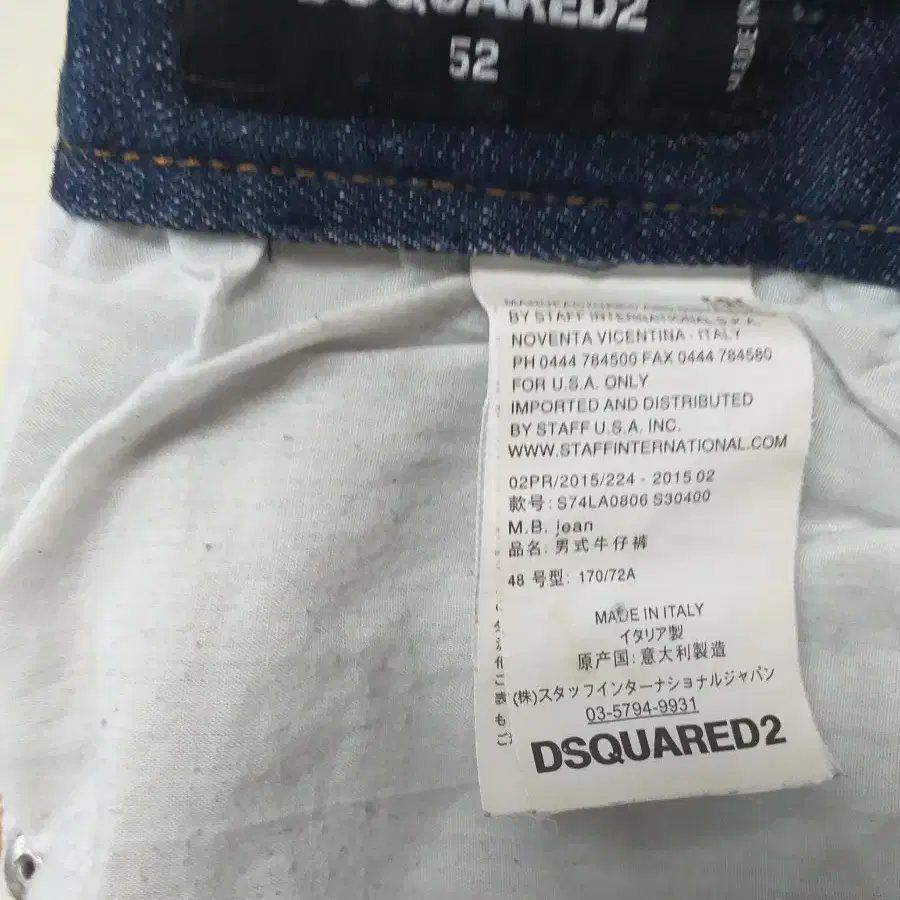 DSQUARED2
52
MADE IN
BY STAFF INTERNATIONAL S.P.A.
NOVENTA VICENTINA - ITALY
PH 0444 784500 FAX 0444 784580
FOR U.S.A. ONLY
IMPORTED AND DISTRIBUTED
BY STAFF U.S.A. INC.
WWW.STAFFINTERNATIONAL.COM
02PR/2015/224 - 2015 02
款号: S74LA0806 S30400
M.B. jean
品名: 男式牛仔裤
48 号型: 170/72A
MADE IN ITALY
イタリア製
原产国: 意大利製造
(株)スタッフインターナショナルジャパン
03-5794-9931
DSQUARED2